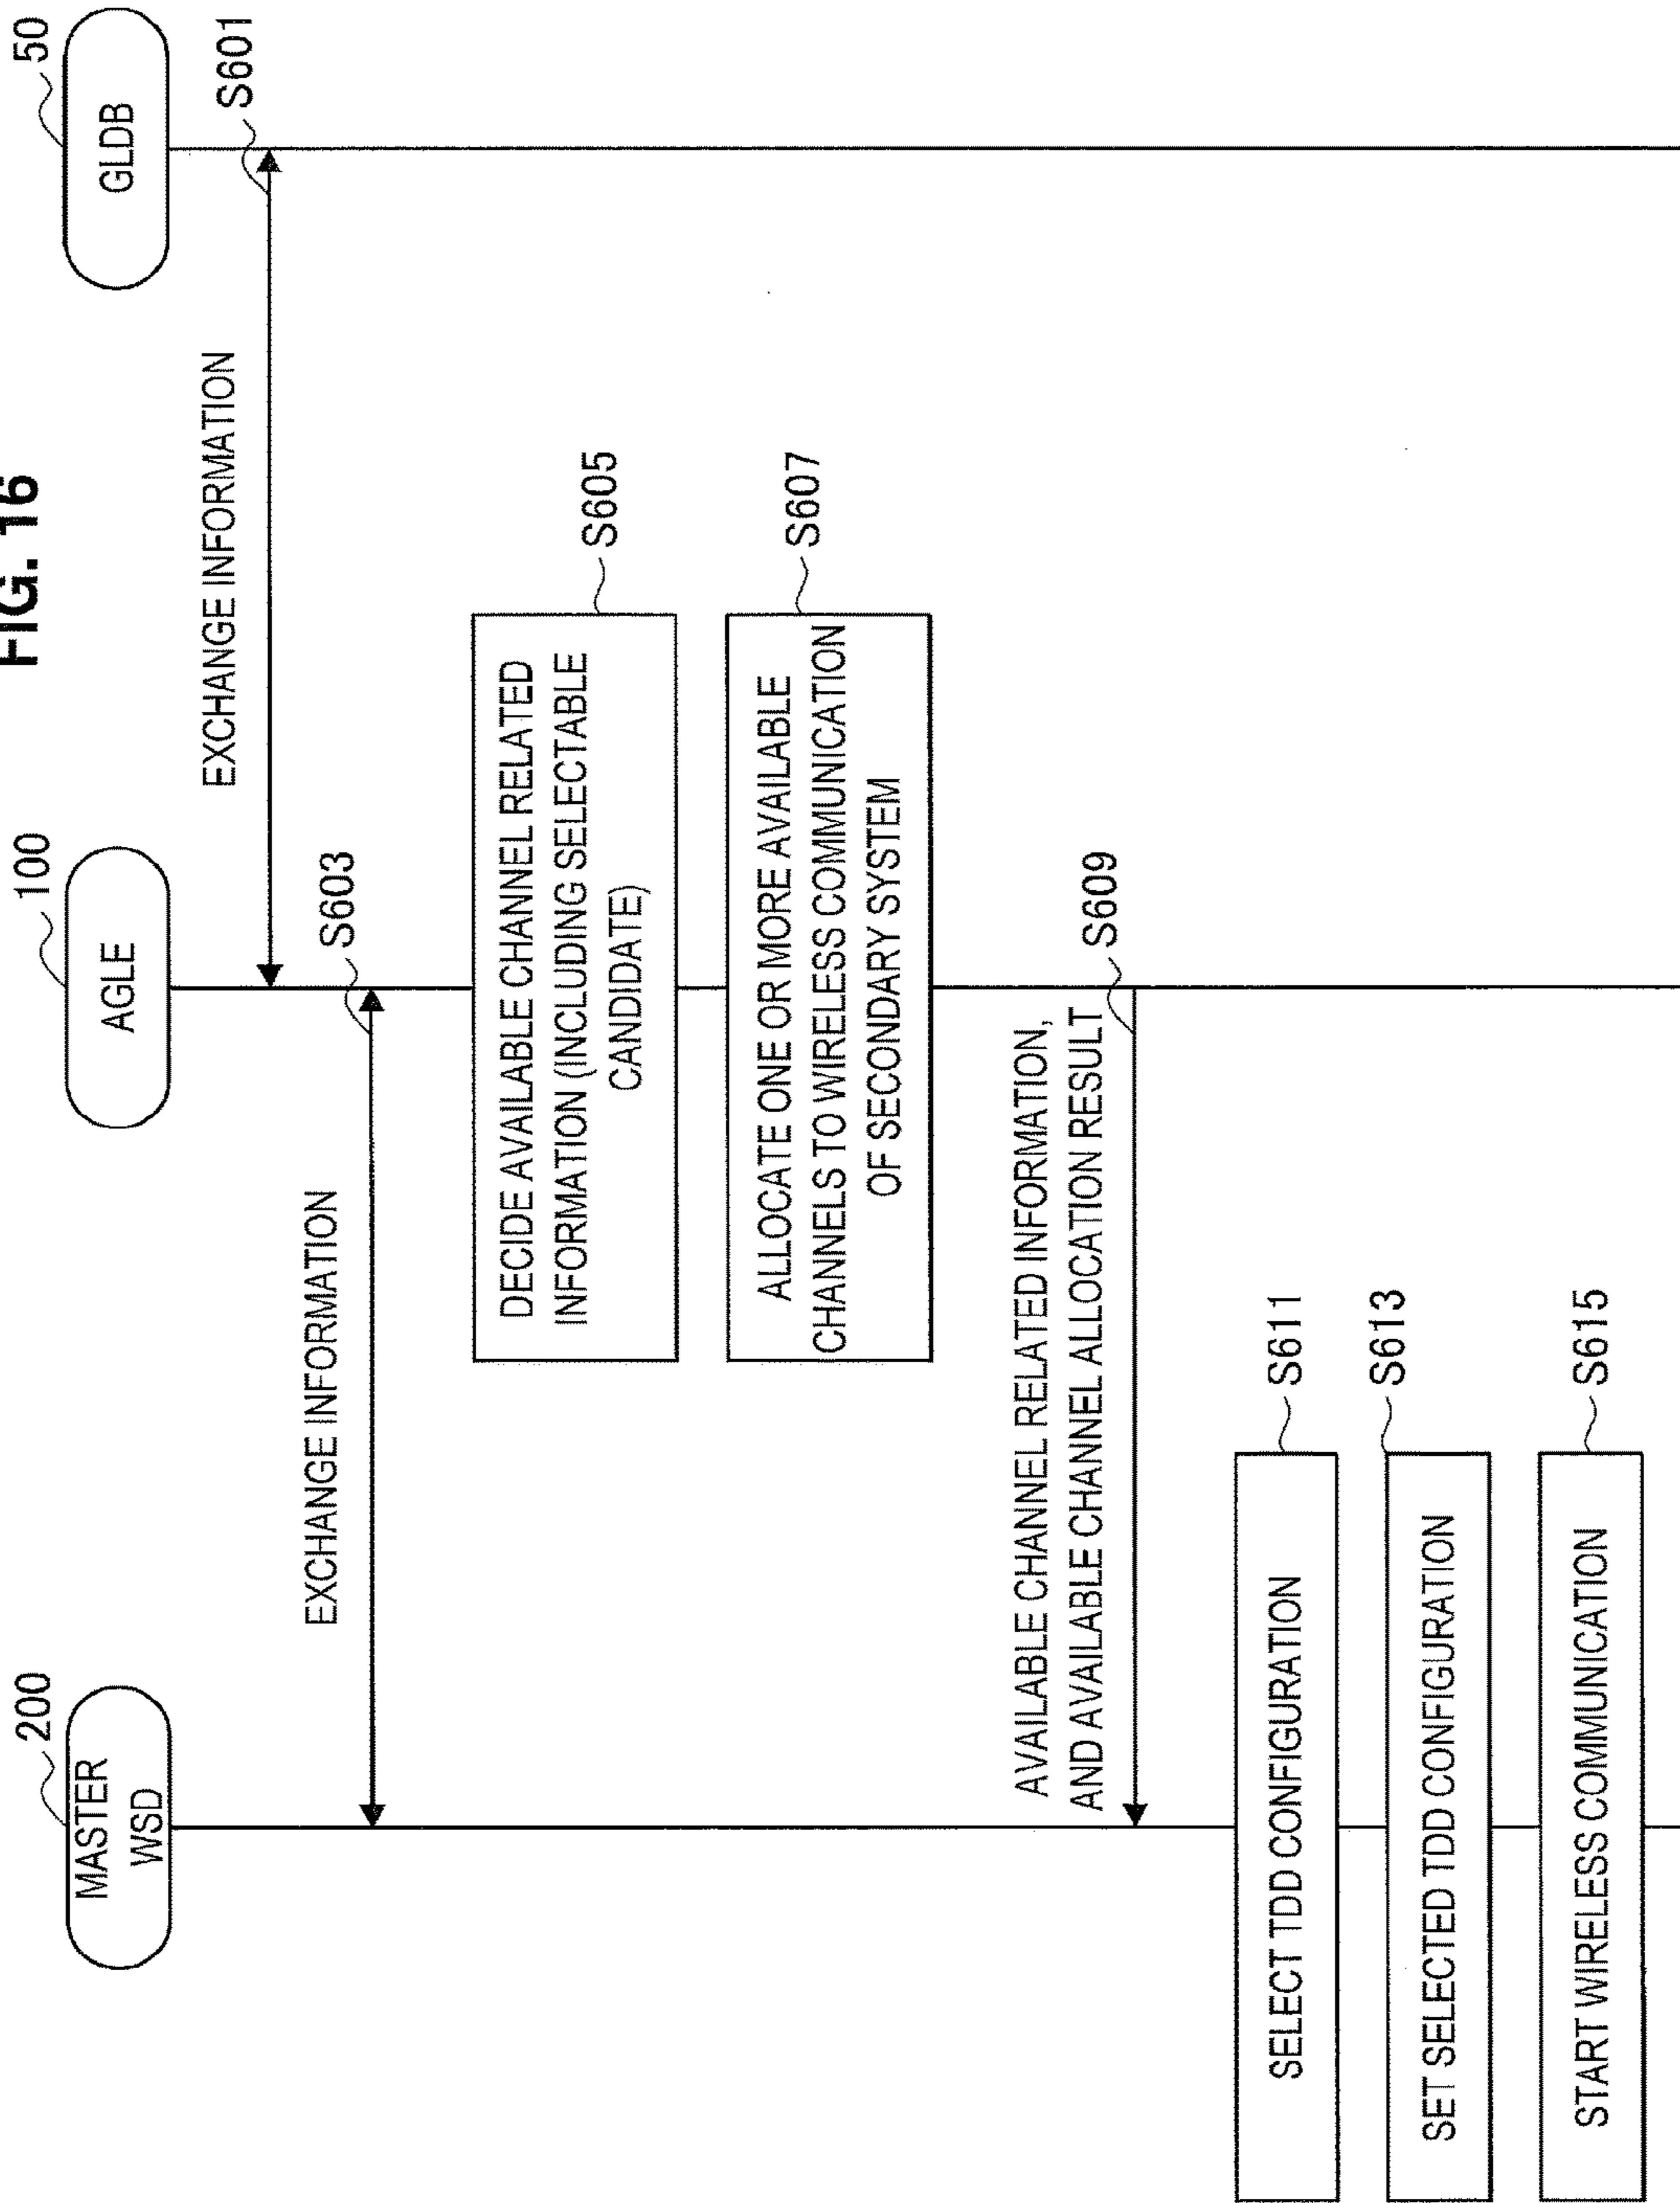 FIG. 16
200
MASTER
WSD
100
AGLE
50
GLDB
EXCHANGE INFORMATION
S601
EXCHANGE INFORMATION
S603
DECIDE AVAILABLE CHANNEL RELATED
INFORMATION (INCLUDING SELECTABLE
CANDIDATE)
S605
ALLOCATE ONE OR MORE AVAILABLE
CHANNELS TO WIRELESS COMMUNICATION
OF SECONDARY SYSTEM
S607
AVAILABLE CHANNEL RELATED INFORMATION,
AND AVAILABLE CHANNEL ALLOCATION RESULT
S609
SELECT TDD CONFIGURATION
S611
SET SELECTED TDD CONFIGURATION
S613
START WIRELESS COMMUNICATION
S615